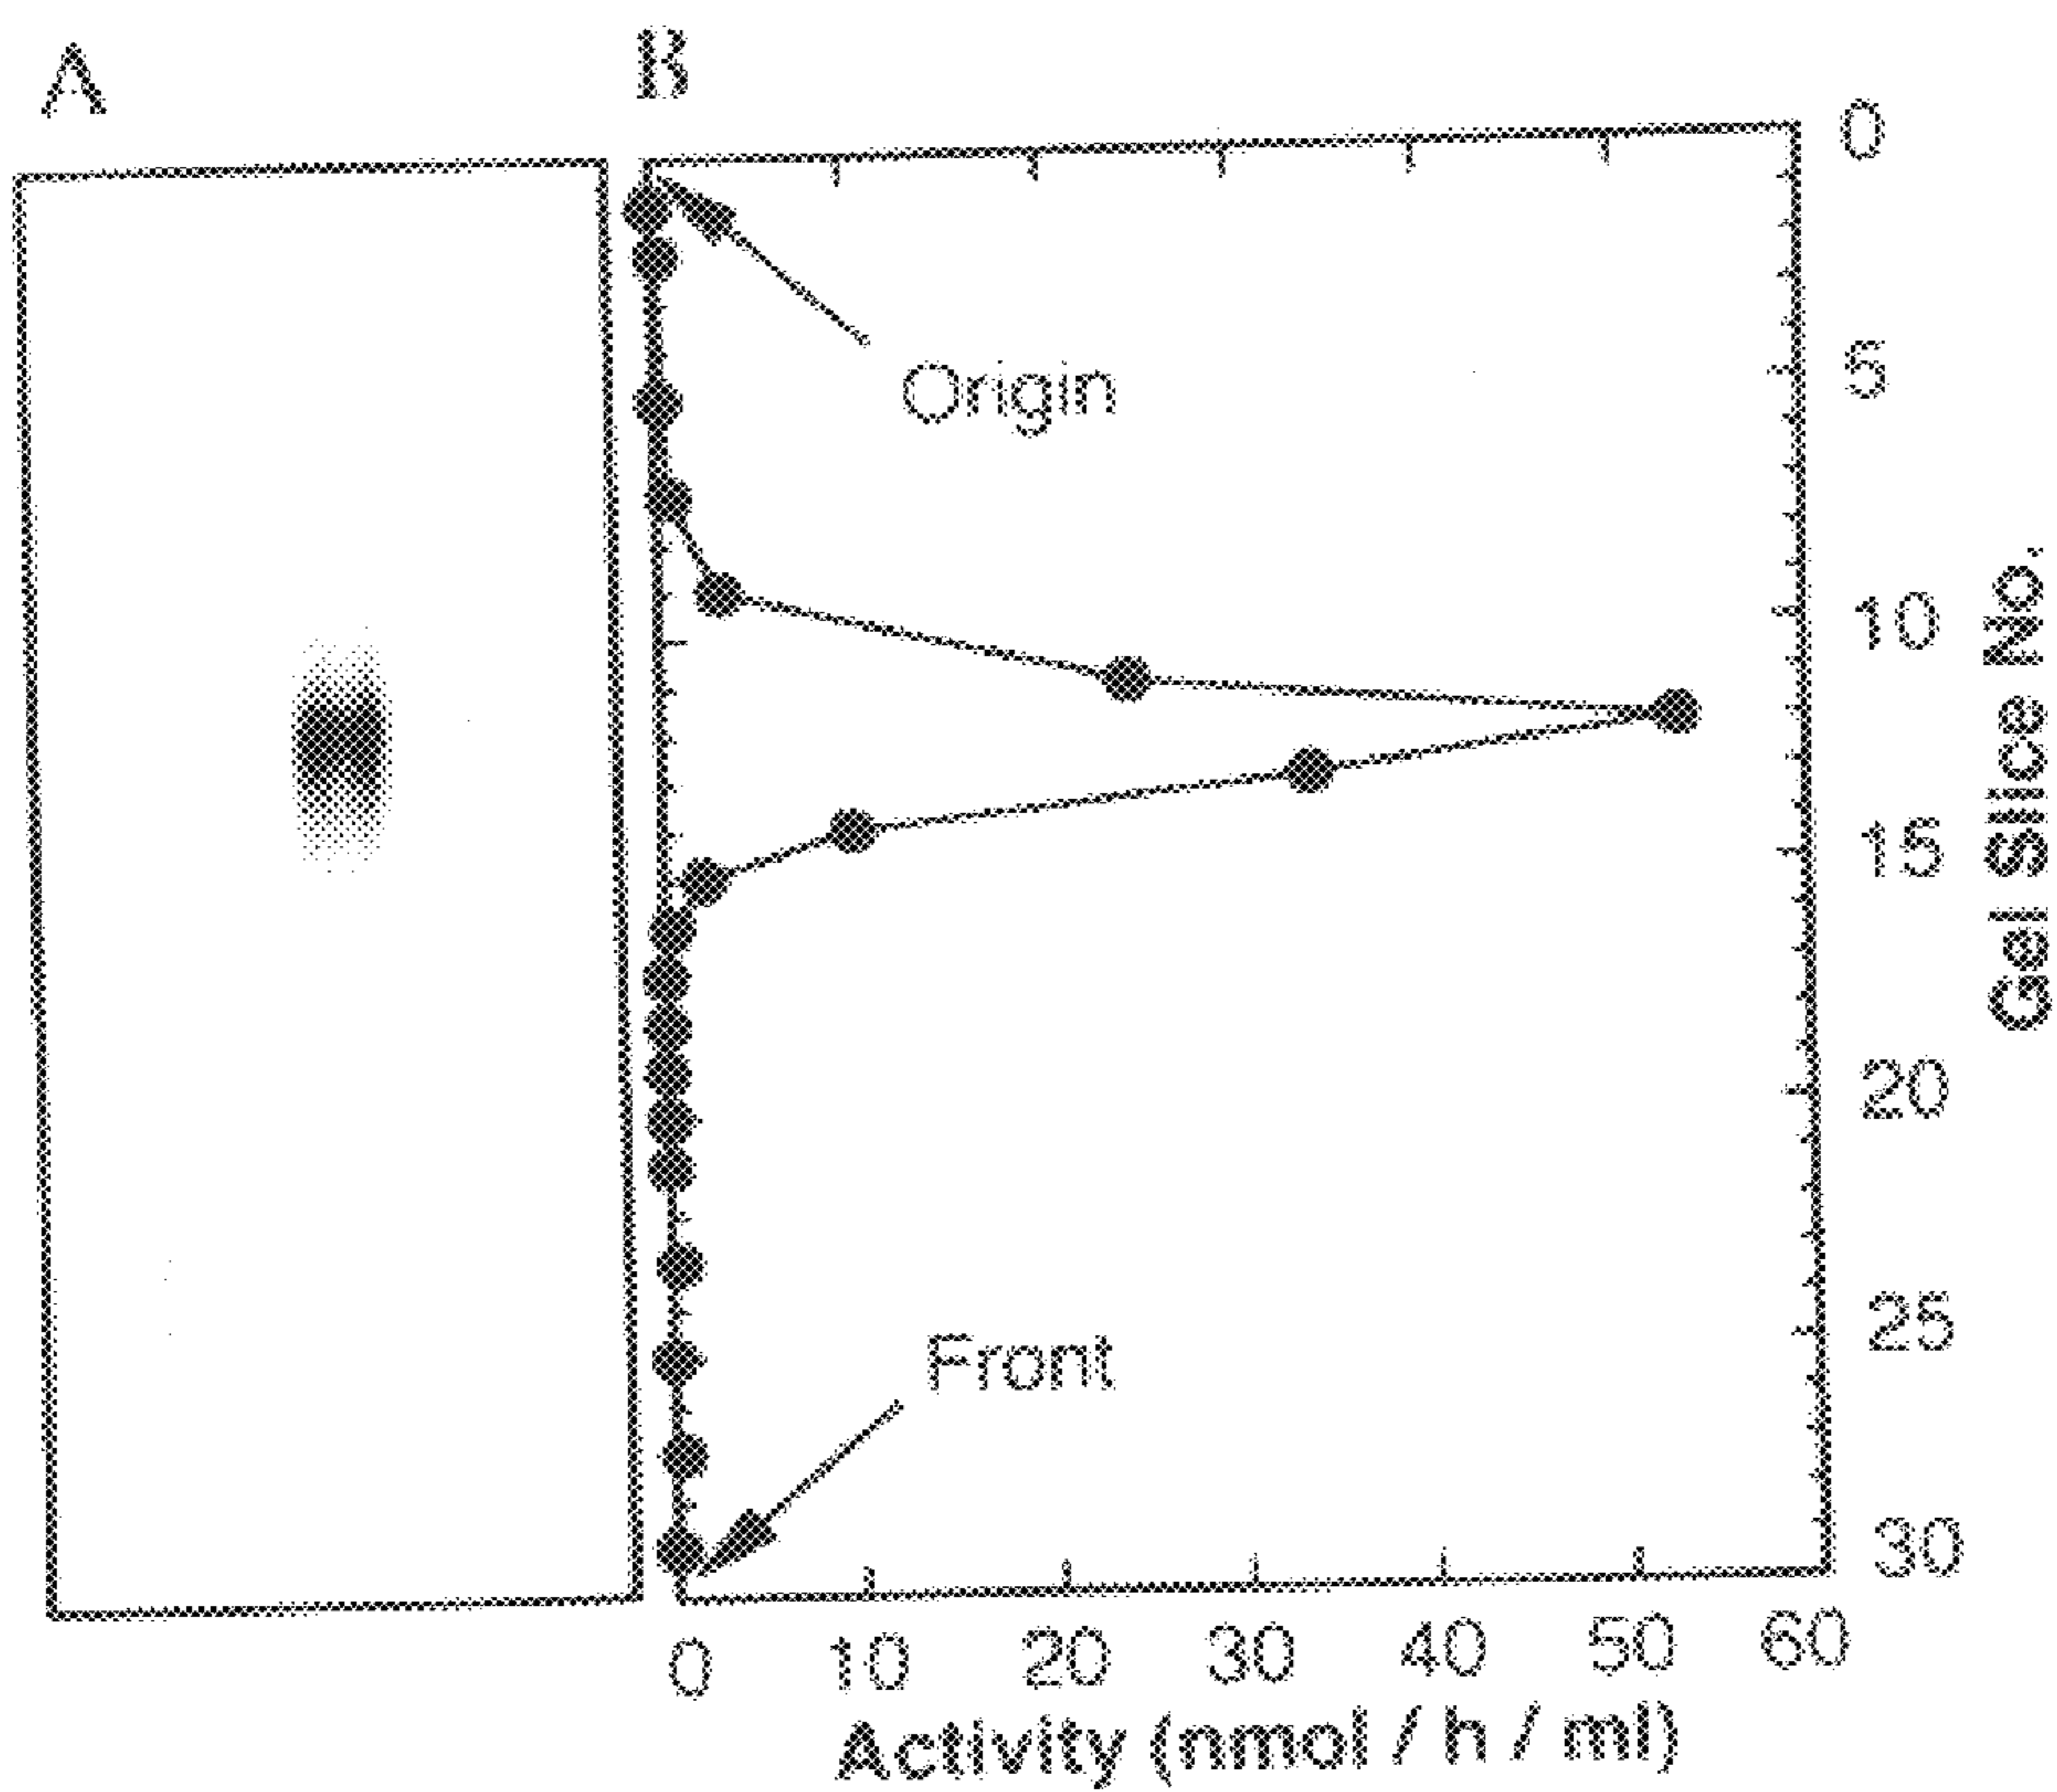 A
B
0
Origin
5
10
15
20
25
30
Gel Slice No.
Front
0 10 20 30 40 50 60
Activity (nmol / h / ml)